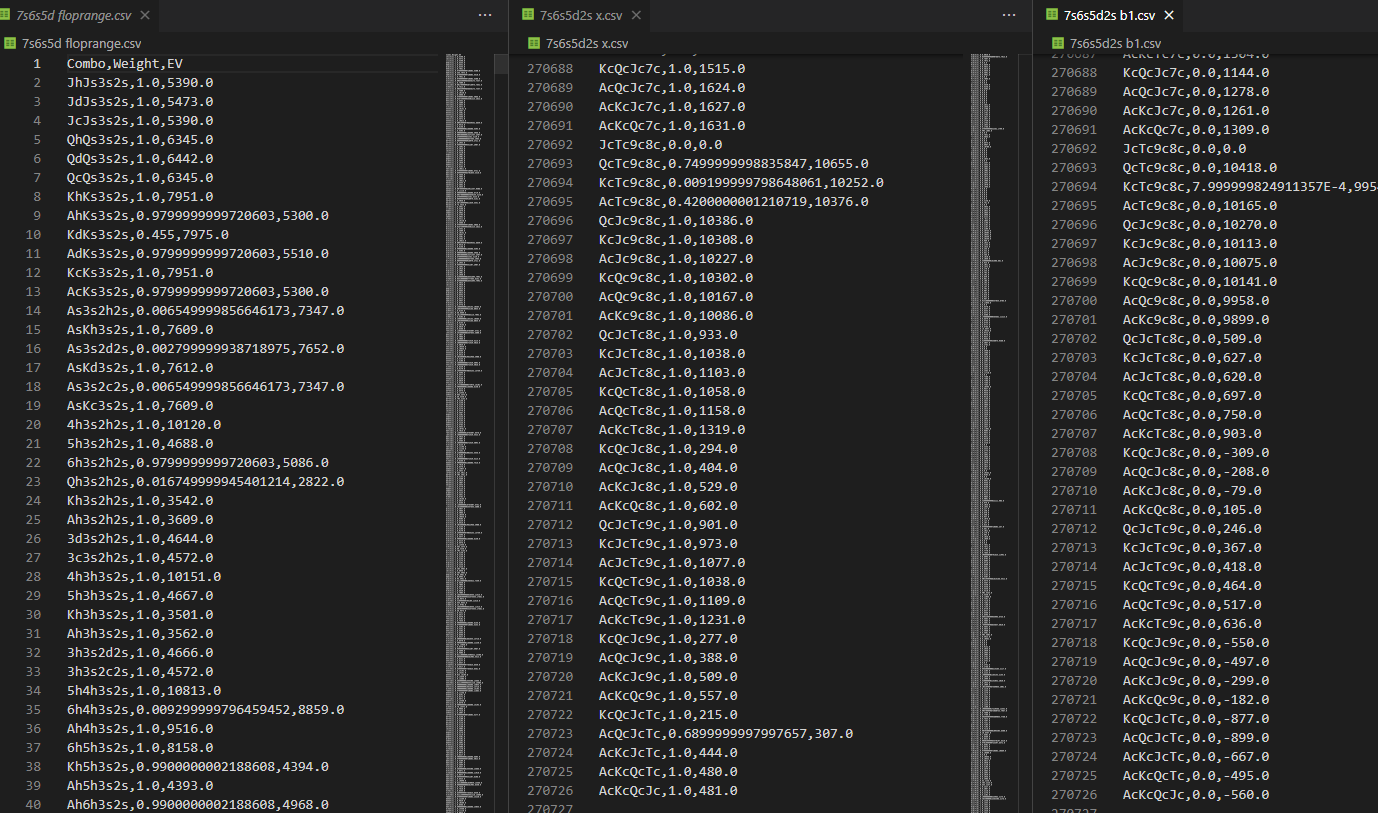 7s6s5d floprange.csv
7s6s5d floprange.csv
1 Combo,Weight,EV
2 JhJs3s2s,1.0,5390.0
3 JdJs3s2s,1.0,5473.0
4 JcJs3s2s,1.0,5390.0
5 QhQs3s2s,1.0,6345.0
6 QdQs3s2s,1.0,6442.0
7 QcQs3s2s,1.0,6345.0
8 KhKs3s2s,1.0,7951.0
9 AhKs3s2s,0.9799999999720603,5300.0
10 KdKs3s2s,0.455,7975.0
11 AdKs3s2s,0.9799999999720603,5510.0
12 KcKs3s2s,1.0,7951.0
13 AcKs3s2s,0.9799999999720603,5300.0
14 As3s2h2s,0.006549999856646173,7347.0
15 AsKh3s2s,1.0,7609.0
16 As3s2d2s,0.002799999938718975,7652.0
17 AsKd3s2s,1.0,7612.0
18 As3s2c2s,0.006549999856646173,7347.0
19 AsKc3s2s,1.0,7609.0
20 4h3s2h2s,1.0,10120.0
21 5h3s2h2s,1.0,4688.0
22 6h3s2h2s,0.9799999999720603,5086.0
23 Qh3s2h2s,0.016749999945401214,2822.0
24 Kh3s2h2s,1.0,3542.0
25 Ah3s2h2s,1.0,3609.0
26 3d3s2h2s,1.0,4644.0
27 3c3s2h2s,1.0,4572.0
28 4h3h3s2s,1.0,10151.0
29 5h3h3s2s,1.0,4667.0
30 Kh3h3s2s,1.0,3501.0
31 Ah3h3s2s,1.0,3562.0
32 3h3s2d2s,1.0,4666.0
33 3h3s2c2s,1.0,4572.0
34 5h4h3s2s,1.0,10813.0
35 6h4h3s2s,0.009299999796459452,8859.0
36 Ah4h3s2s,1.0,9516.0
37 6h5h3s2s,1.0,8158.0
38 Kh5h3s2s,0.9900000002188608,4394.0
39 Ah5h3s2s,1.0,4393.0
40 Ah6h3s2s,0.9900000002188608,4968.0
7s6s5d2s x.csv
7s6s5d2s x.csv
270688 KcQcJc7c,1.0,1515.0
270689 AcQcJc7c,1.0,1624.0
270690 AcKcJc7c,1.0,1627.0
270691 AcKcQc7c,1.0,1631.0
270692 JcTc9c8c,0.0,0.0
270693 QcTc9c8c,0.7499999998835847,10655.0
270694 KcTc9c8c,0.009199999798648061,10252.0
270695 AcTc9c8c,0.4200000001210719,10376.0
270696 QcJc9c8c,1.0,10386.0
270697 KcJc9c8c,1.0,10308.0
270698 AcJc9c8c,1.0,10227.0
270699 KcQc9c8c,1.0,10302.0
270700 AcQc9c8c,1.0,10167.0
270701 AcKc9c8c,1.0,10086.0
270702 QcJcTc8c,1.0,933.0
270703 KcJcTc8c,1.0,1038.0
270704 AcJcTc8c,1.0,1103.0
270705 KcQcTc8c,1.0,1058.0
270706 AcQcTc8c,1.0,1158.0
270707 AcKcTc8c,1.0,1319.0
270708 KcQcJc8c,1.0,294.0
270709 AcQcJc8c,1.0,404.0
270710 AcKcJc8c,1.0,529.0
270711 AcKcQc8c,1.0,602.0
270712 QcJcTc9c,1.0,901.0
270713 KcJcTc9c,1.0,973.0
270714 AcJcTc9c,1.0,1077.0
270715 KcQcTc9c,1.0,1038.0
270716 AcQcTc9c,1.0,1109.0
270717 AcKcTc9c,1.0,1231.0
270718 KcQcJc9c,1.0,277.0
270719 AcQcJc9c,1.0,388.0
270720 AcKcJc9c,1.0,509.0
270721 AcKcQc9c,1.0,557.0
270722 KcQcJcTc,1.0,215.0
270723 AcQcJcTc,0.6899999997997657,307.0
270724 AcKcJcTc,1.0,444.0
270725 AcKcQcTc,1.0,480.0
270726 AcKcQcJc,1.0,481.0
270727
7s6s5d2s b1.csv
7s6s5d2s b1.csv
270687 AcKcJc7c,0.0,1304.0
270688 KcQcJc7c,0.0,1144.0
270689 AcQcJc7c,0.0,1278.0
270690 AcKcJc7c,0.0,1261.0
270691 AcKcQc7c,0.0,1309.0
270692 JcTc9c8c,0.0,0.0
270693 QcTc9c8c,0.0,10418.0
270694 KcTc9c8c,7.999999824911357E-4,995
270695 AcTc9c8c,0.0,10165.0
270696 QcJc9c8c,0.0,10270.0
270697 KcJc9c8c,0.0,10113.0
270698 AcJc9c8c,0.0,10075.0
270699 KcQc9c8c,0.0,10141.0
270700 AcQc9c8c,0.0,9958.0
270701 AcKc9c8c,0.0,9899.0
270702 QcJcTc8c,0.0,509.0
270703 KcJcTc8c,0.0,627.0
270704 AcJcTc8c,0.0,620.0
270705 KcQcTc8c,0.0,697.0
270706 AcQcTc8c,0.0,750.0
270707 AcKcTc8c,0.0,903.0
270708 KcQcJc8c,0.0,-309.0
270709 AcQcJc8c,0.0,-208.0
270710 AcKcJc8c,0.0,-79.0
270711 AcKcQc8c,0.0,105.0
270712 QcJcTc9c,0.0,246.0
270713 KcJcTc9c,0.0,367.0
270714 AcJcTc9c,0.0,418.0
270715 KcQcTc9c,0.0,464.0
270716 AcQcTc9c,0.0,517.0
270717 AcKcTc9c,0.0,636.0
270718 KcQcJc9c,0.0,-550.0
270719 AcQcJc9c,0.0,-497.0
270720 AcKcJc9c,0.0,-299.0
270721 AcKcQc9c,0.0,-182.0
270722 KcQcJcTc,0.0,-877.0
270723 AcQcJcTc,0.0,-899.0
270724 AcKcJcTc,0.0,-667.0
270725 AcKcQcTc,0.0,-495.0
270726 AcKcQcJc,0.0,-560.0
270727